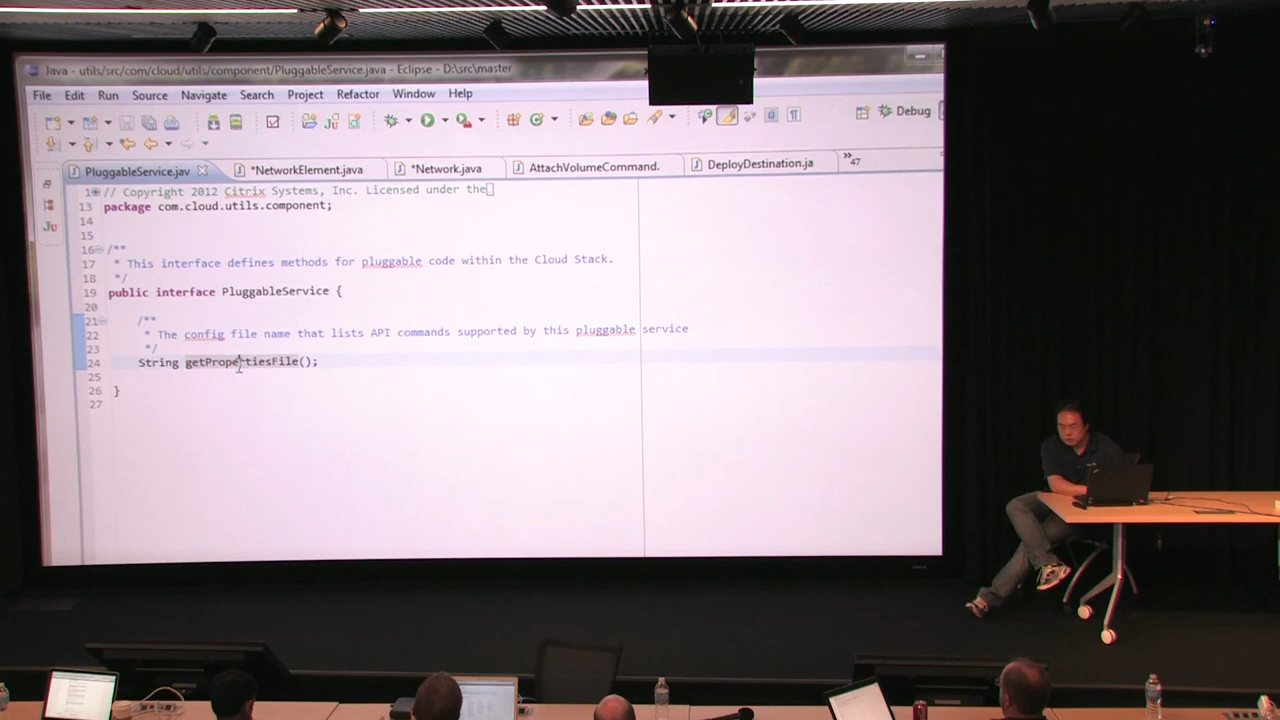 Java - utils/src/com/cloud/utils/component/PluggableService.java - Eclipse - D:\src\master
File Edit Run Source Navigate Search Project Refactor Window Help
Debug
PluggableService.jav *NetworkElement.java *Network.java AttachVolumeCommand. DeployDestination.ja »47
1 // Copyright 2012 Citrix Systems, Inc. Licensed under the
13 package com.cloud.utils.component;
14
15
16 /**
17 * This interface defines methods for pluggable code within the Cloud Stack.
18 */
19 public interface PluggableService {
20
21 /**
22 * The config file name that lists API commands supported by this pluggable service
23 */
24 String getPropertiesFile();
25
26 }
27